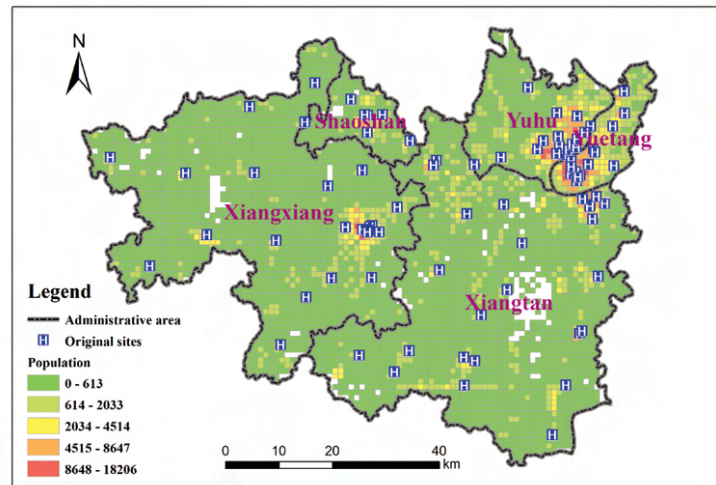 N
Shaoshan
Yuhu
Yuetang
Xiangxiang
Xiangtan
Legend
Administrative area
H Original sites
Population
0 - 613
614 - 2033
2034 - 4514
4515 - 8647
8648 - 18206
0 10 20 40
km